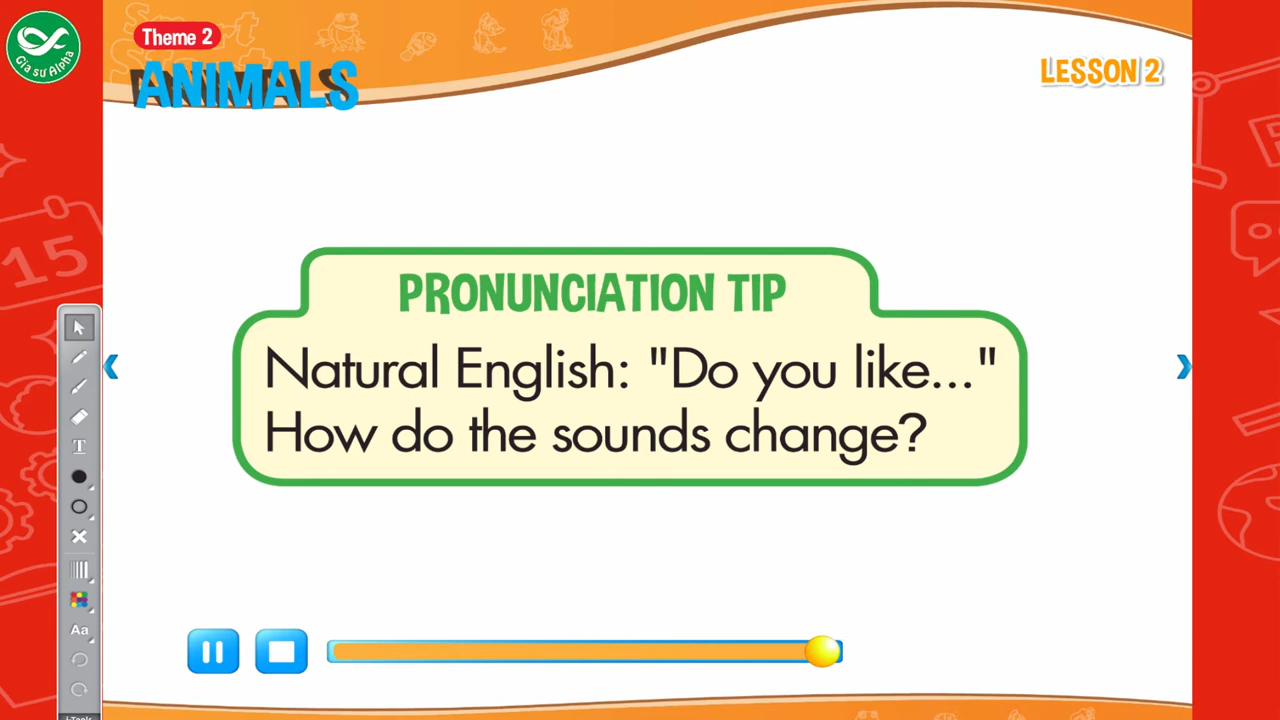 Gia sư Alpha
Theme 2
ANIMALS
LESSON 2
15
PRONUNCIATION TIP
Natural English: "Do you like..."
How do the sounds change?
T
Aa